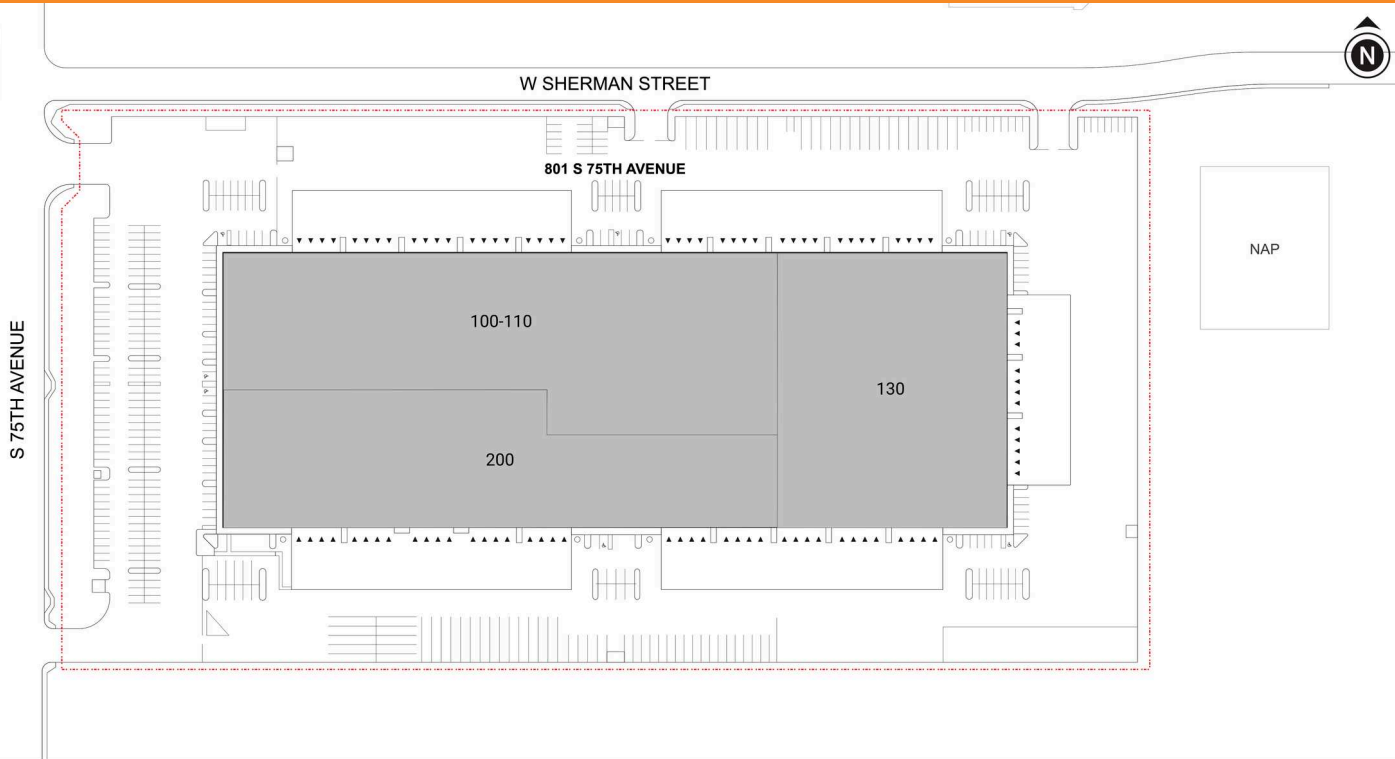 N
W SHERMAN STREET
801 S 75TH AVENUE
NAP
100-110
S 75TH AVENUE
130
200